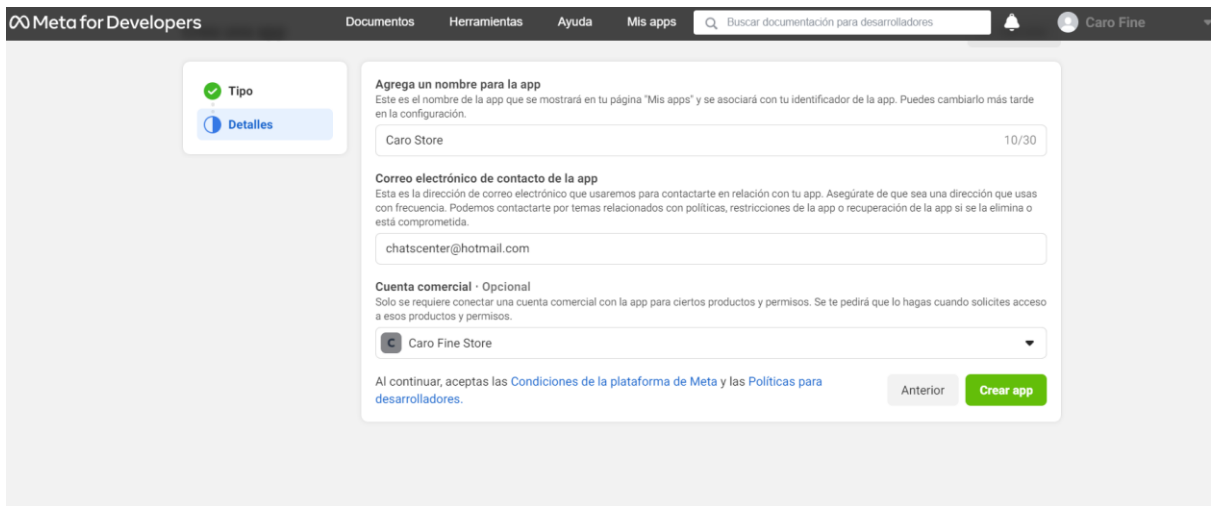 Meta for Developers
Documentos
Herramientas
Ayuda
Mis apps
Buscar documentación para desarrolladores
Caro Fine
Tipo
Detalles
Agrega un nombre para la app
Este es el nombre de la app que se mostrará en tu página "Mis apps" y se asociará con tu identificador de la app. Puedes cambiarlo más tarde
en la configuración.
Caro Store
10/30
Correo electrónico de contacto de la app
Esta es la dirección de correo electrónico que usaremos para contactarte en relación con tu app. Asegúrate de que sea una dirección que usas
con frecuencia. Podemos contactarte por temas relacionados con políticas, restricciones de la app o recuperación de la app si se la elimina o
está comprometida.
chatscenter@hotmail.com
Cuenta comercial · Opcional
Solo se requiere conectar una cuenta comercial con la app para ciertos productos y permisos. Se te pedirá que lo hagas cuando solicites acceso
a esos productos y permisos.
C Caro Fine Store
Al continuar, aceptas las Condiciones de la plataforma de Meta y las Políticas para
desarrolladores.
Anterior
Crear app